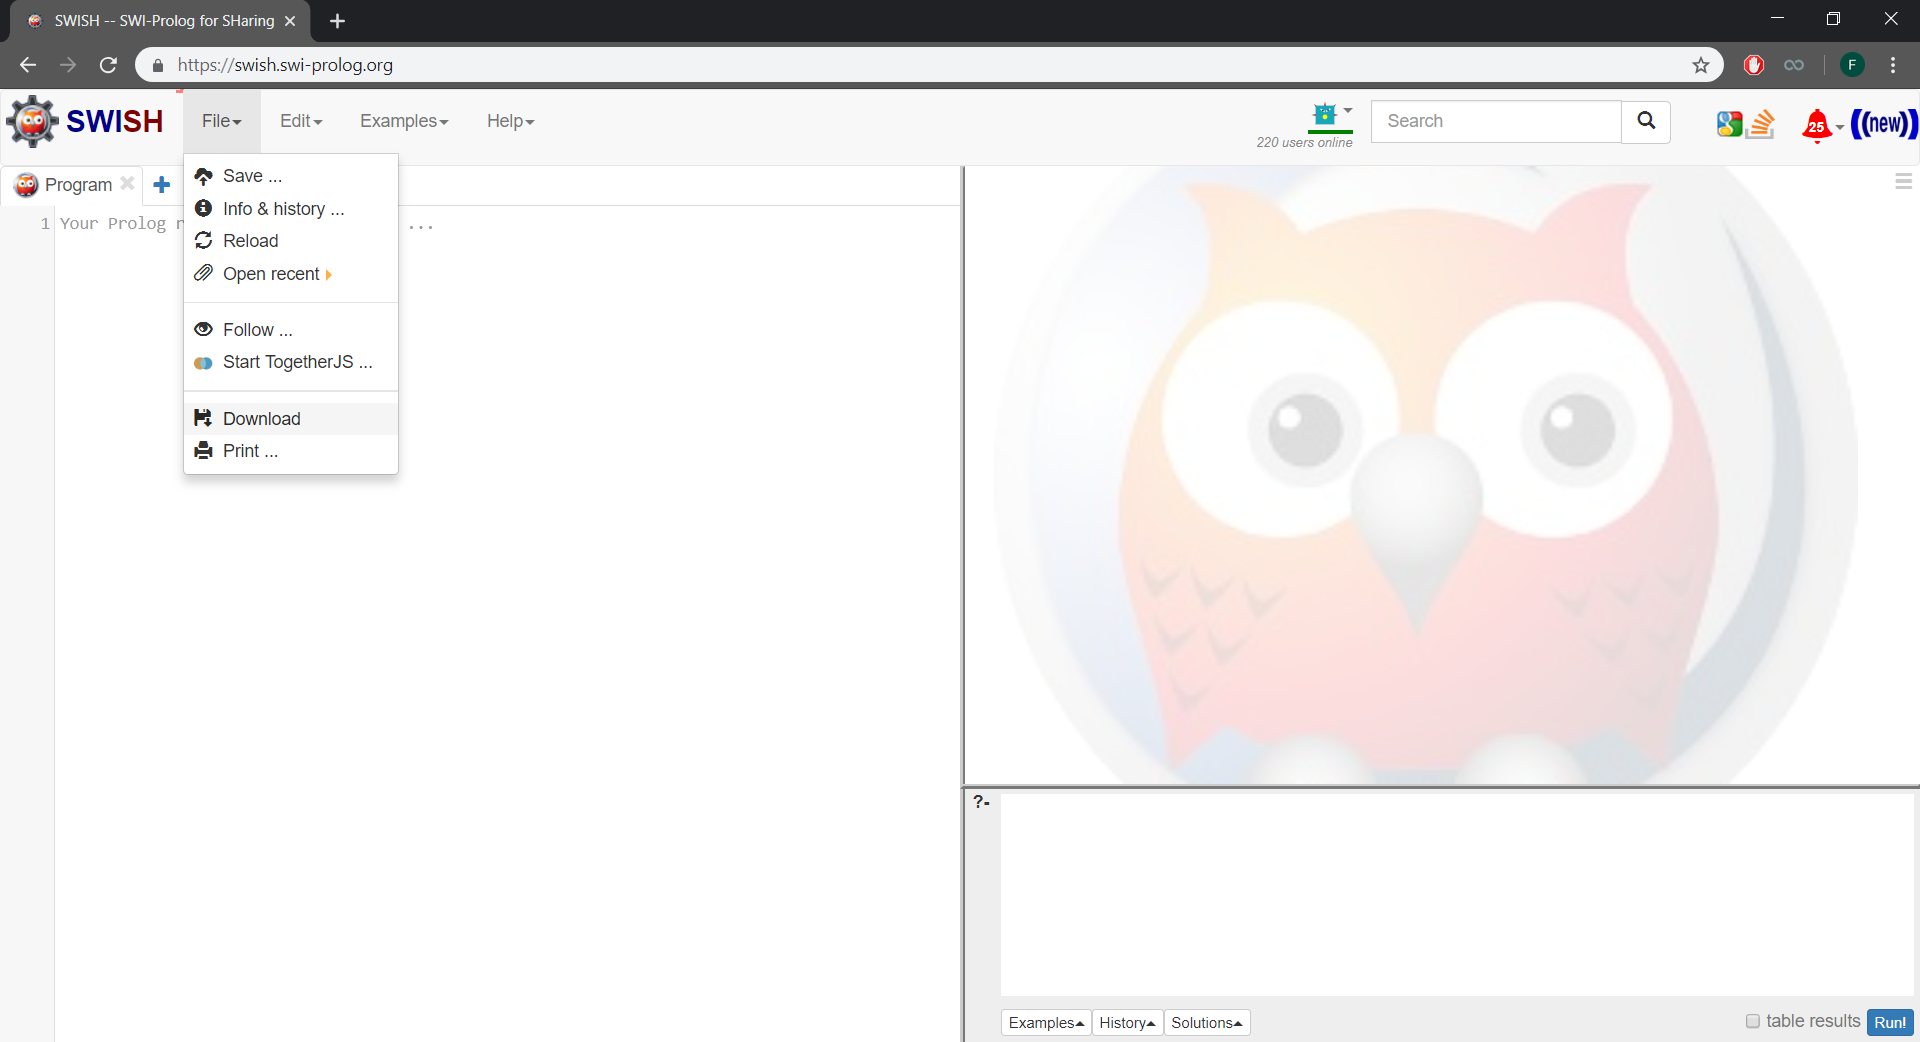 SWISH -- SWI-Prolog for SHaring
https://swish.swi-prolog.org
F
SWISH
File
Edit
Examples
Help
220 users online
Search
25
((new))
Program
Save ...
Info & history ...
Reload
Open recent
Follow ...
Start TogetherJS ...
Download
Print ...
1 Your Prolog ...
?-
Examples
History
Solutions
table results
Run!